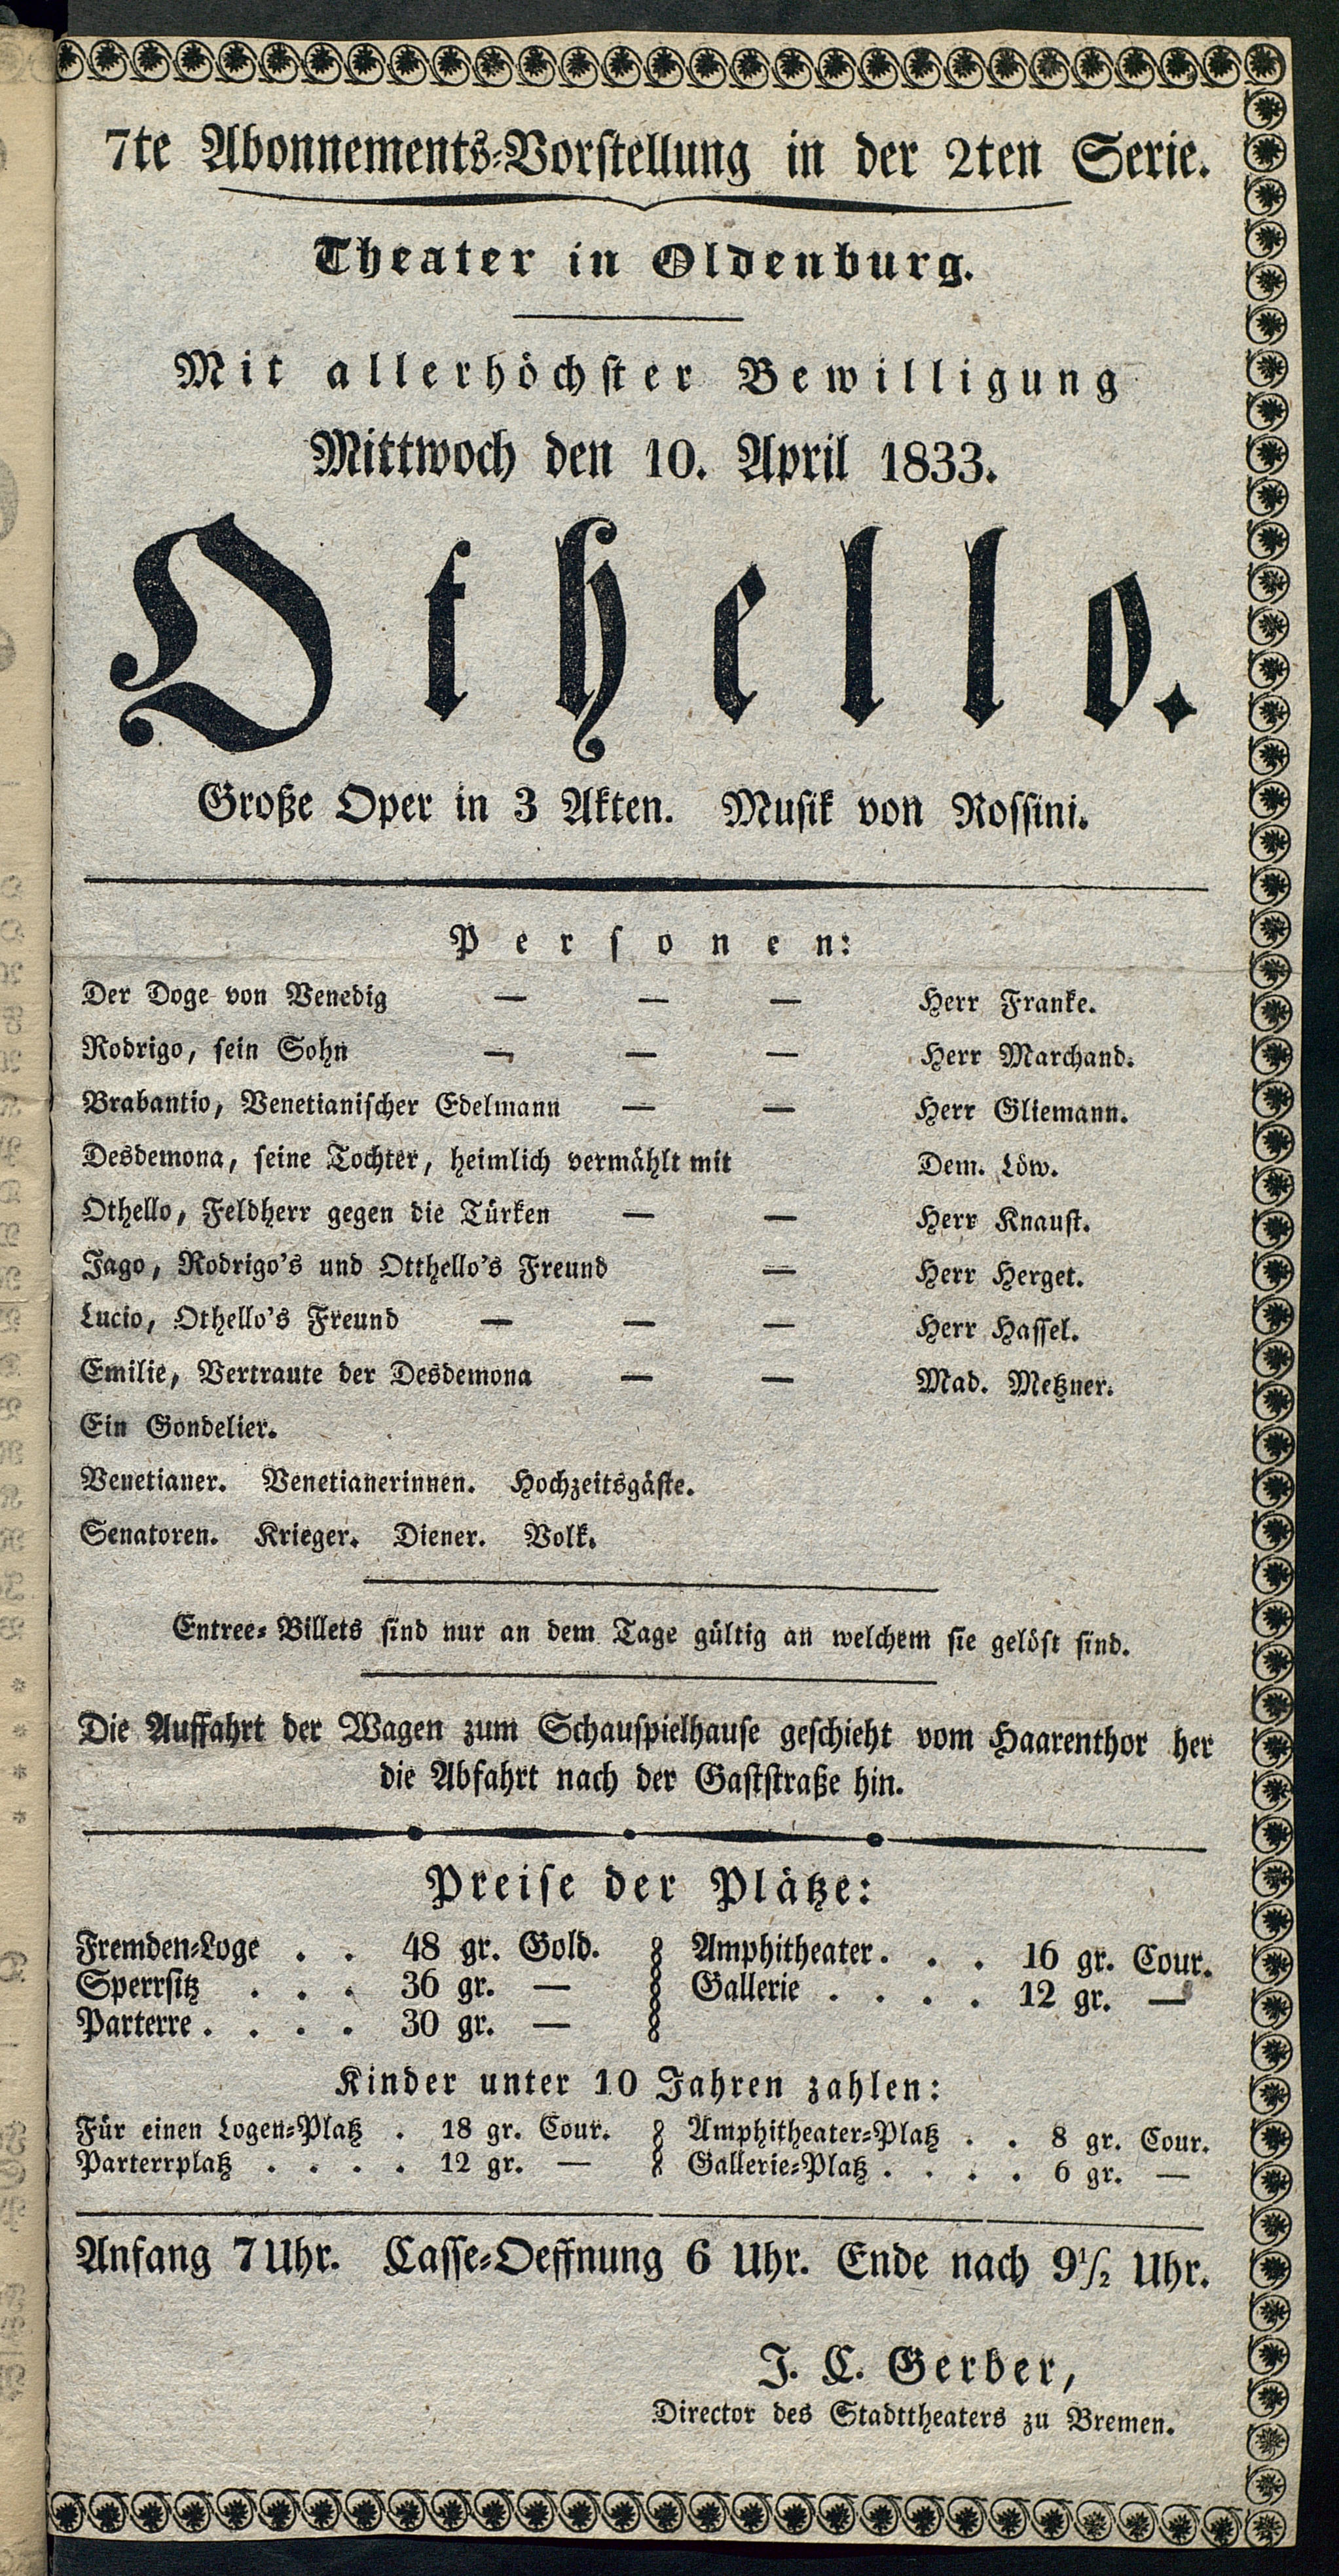 7te Abonnements-Vorstellung in der 2ten Serie.
Theater in Oldenburg.
Mit allerhöchster Bewilligung
Mittwoch den 10. April 1833.
Othello.
Große Oper in 3 Akten. Musik von Rossini.
Personen:
Der Doge von Venedig — — — Herr Franke.
Rodrigo, sein Sohn — — — Herr Marchand.
Brabantio, Venetianischer Edelmann — — Herr Gliemann.
Desdemona, seine Tochter, heimlich vermählt mit Dem. Löw.
Othello, Feldherr gegen die Türken — — Herr Knaust.
Jago, Rodrigo's und Otthello's Freund — Herr Herget.
Lucio, Othello's Freund — — — Herr Hassel.
Emilie, Vertraute der Desdemona — — Mad. Metzner.
Ein Gondelier.
Venetianer. Venetianerinnen. Hochzeitsgäste.
Senatoren. Krieger. Diener. Volk.
Entree-Billets sind nur an dem Tage gültig an welchem sie gelöst sind.
Die Auffahrt der Wagen zum Schauspielhause geschieht vom Haarenthor her
die Abfahrt nach der Gaststraße hin.
Preise der Plätze:
Fremden-Loge . . 48 gr. Gold. Amphitheater. . . 16 gr. Cour.
Sperrsitz . . . 36 gr. — Gallerie . . . . 12 gr. —
Parterre . . . . 30 gr. —
Kinder unter 10 Jahren zahlen:
Für einen Logen-Platz . 18 gr. Cour. Amphitheater-Platz . . 8 gr. Cour.
Parterrplatz . . . . 12 gr. — Gallerie-Platz . . . . 6 gr. —
Anfang 7 Uhr. Casse-Oeffnung 6 Uhr. Ende nach 9½ Uhr.
J. C. Gerber,
Director des Stadttheaters zu Bremen.